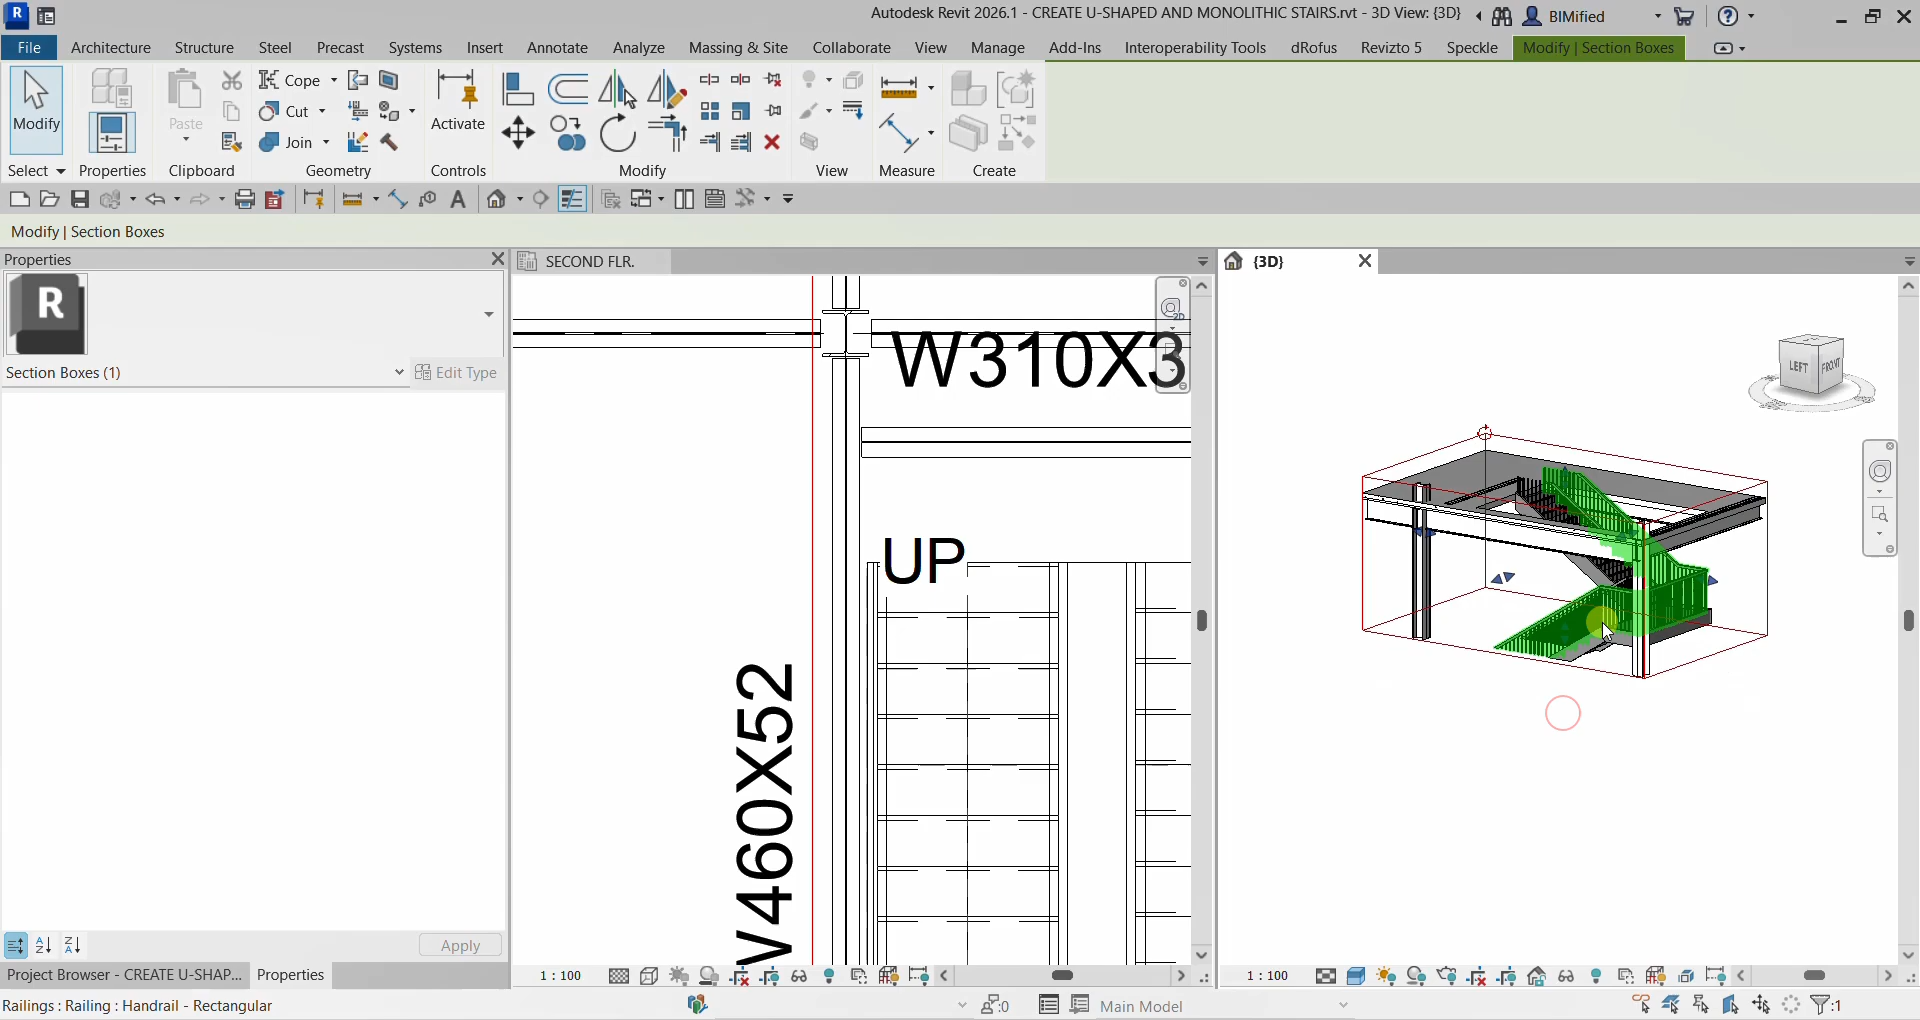 Autodesk Revit 2026.1 - CREATE U-SHAPED AND MONOLITHIC STAIRS.rvt - 3D View: {3D}
BIMified
File Architecture Structure Steel Precast Systems Insert Annotate Analyze Massing & Site Collaborate View Manage Add-Ins Interoperability Tools dRofus Revizto 5 Speckle Modify | Section Boxes
Modify
Paste
Cope
Cut
Join
Activate
Select Properties Clipboard Geometry Controls Modify View Measure Create
Modify | Section Boxes
Properties
R
Section Boxes (1)
Edit Type
Apply
Project Browser - CREATE U-SHAP... Properties
SECOND FLR.
W310X3
UP
W460X52
1 : 100
{3D}
LEFT
FRONT
1 : 100
Railings : Railing : Handrail - Rectangular
:0
Main Model
:1